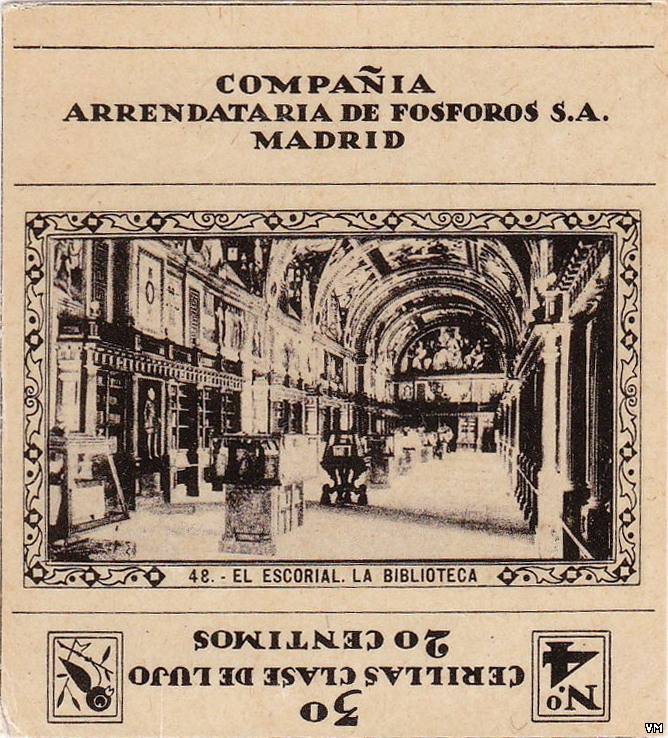 COMPAÑIA
ARRENDATARIA DE FOSFOROS S.A.
MADRID
48.- EL ESCORIAL. LA BIBLIOTECA
30
CERILLAS CLASE DE LUJO
20 CENTIMOS
N.º
4
VM